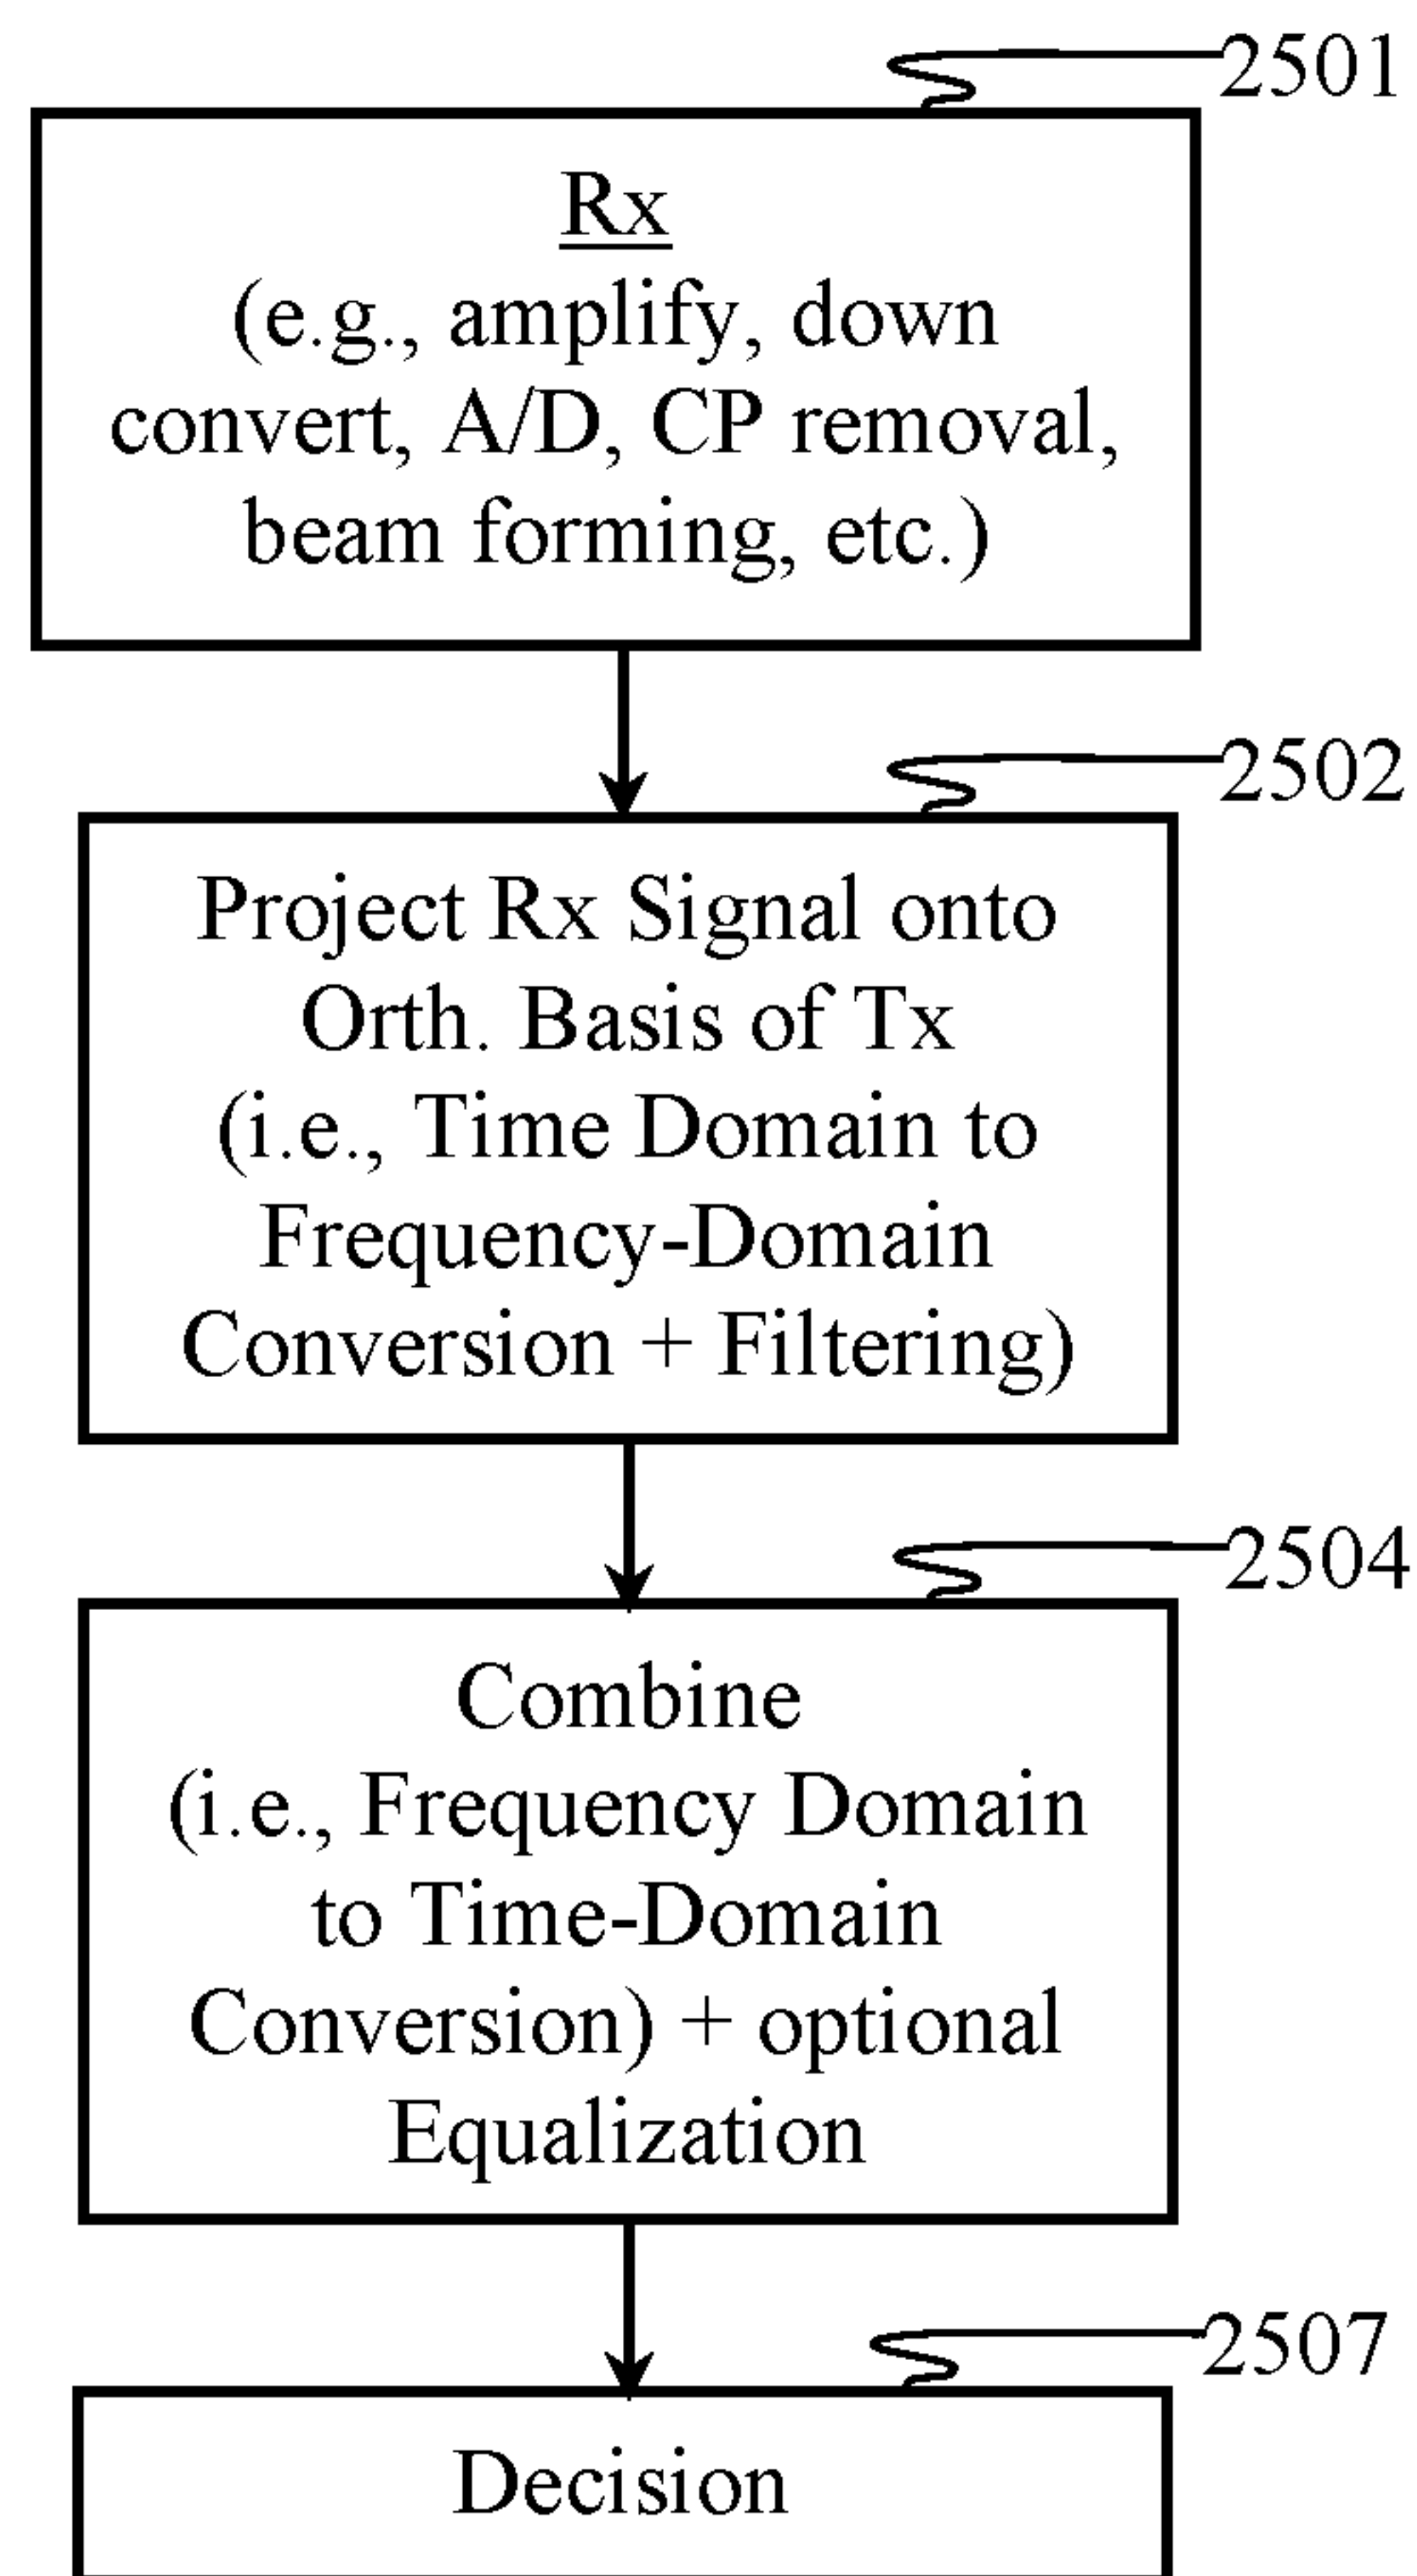 2501
Rx
(e.g., amplify, down
convert, A/D, CP removal,
beam forming, etc.)
2502
Project Rx Signal onto
Orth. Basis of Tx
(i.e., Time Domain to
Frequency-Domain
Conversion + Filtering)
2504
Combine
(i.e., Frequency Domain
to Time-Domain
Conversion) + optional
Equalization
2507
Decision